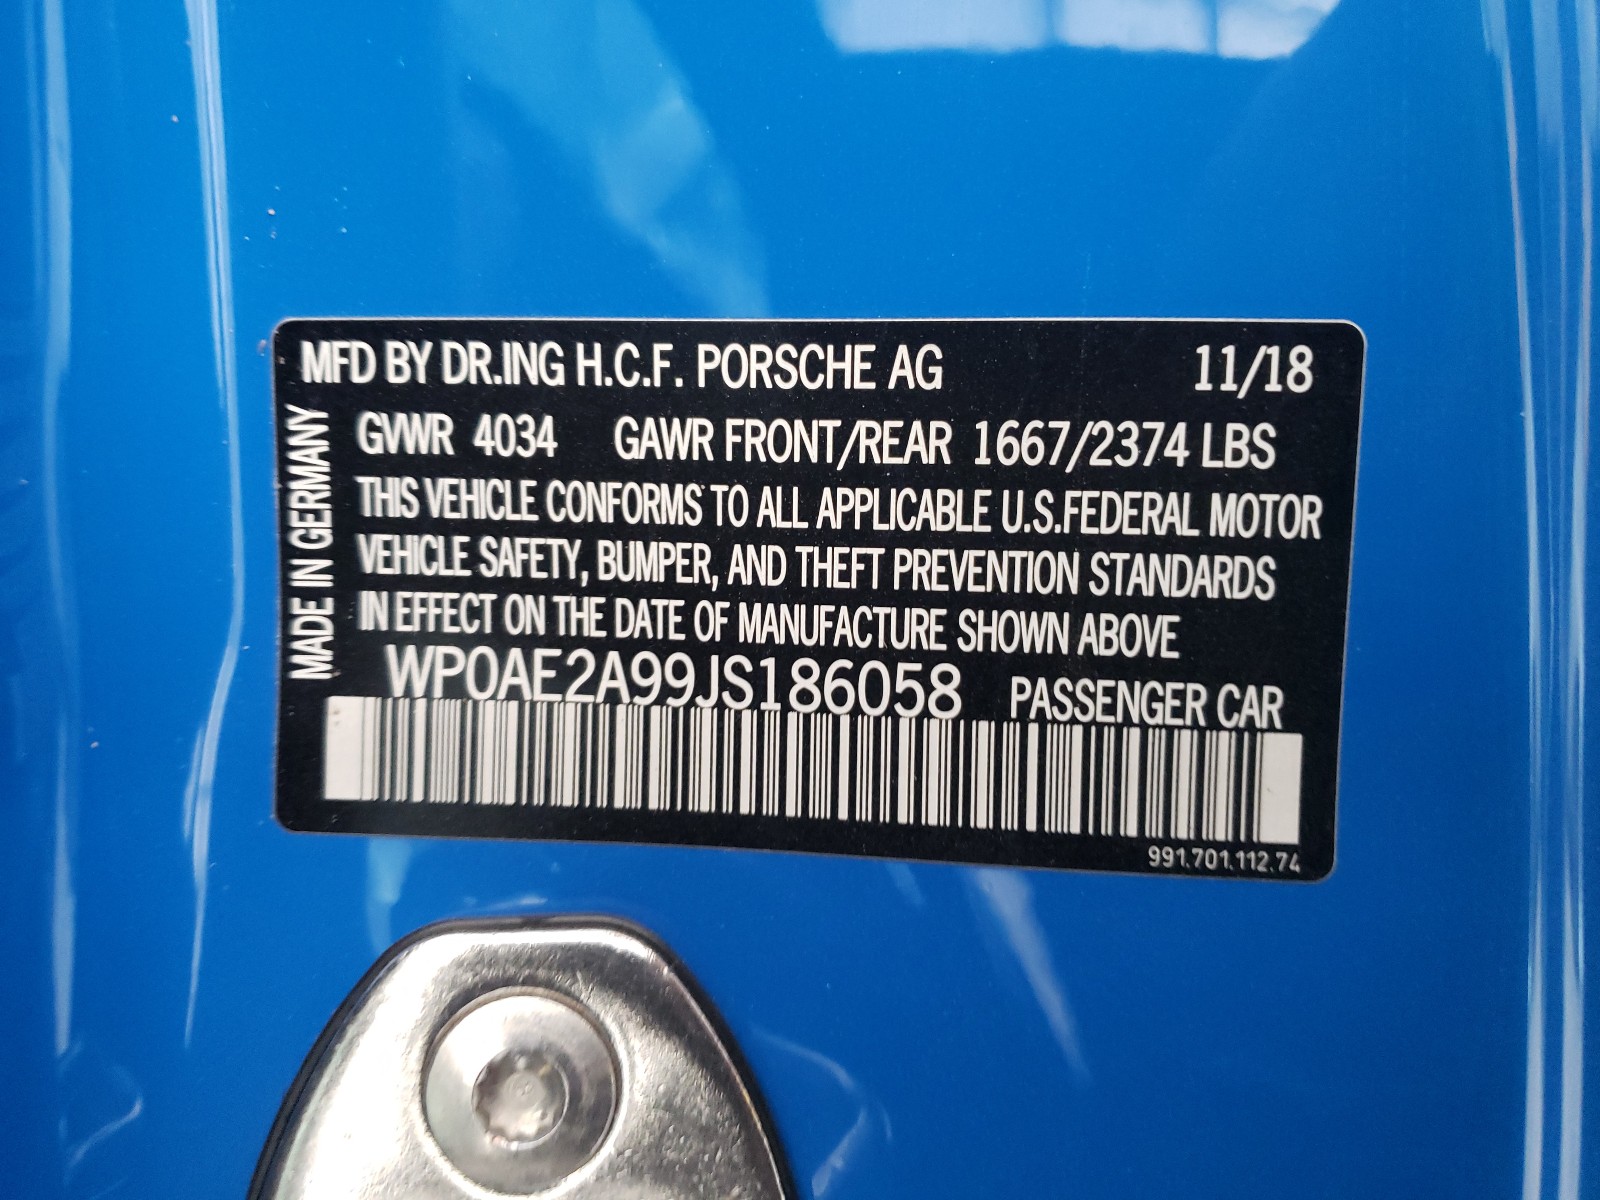 MFD BY DR.ING H.C.F. PORSCHE AG 11/18
GVWR 4034 GAWR FRONT/REAR 1667/2374 LBS
THIS VEHICLE CONFORMS TO ALL APPLICABLE U.S.FEDERAL MOTOR
VEHICLE SAFETY, BUMPER, AND THEFT PREVENTION STANDARDS
IN EFFECT ON THE DATE OF MANUFACTURE SHOWN ABOVE
WP0AE2A99JS186058 PASSENGER CAR
991.701.112.74
MADE IN GERMANY